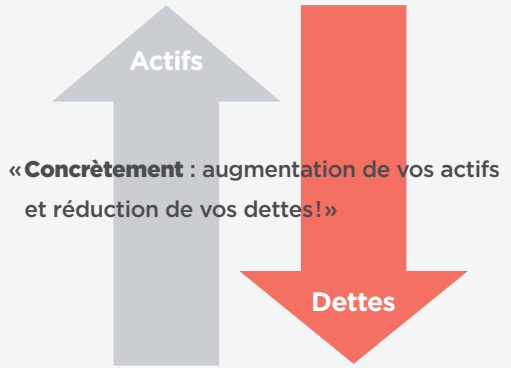 Actifs
«Concrètement : augmentation de vos actifs
et réduction de vos dettes!»
Dettes